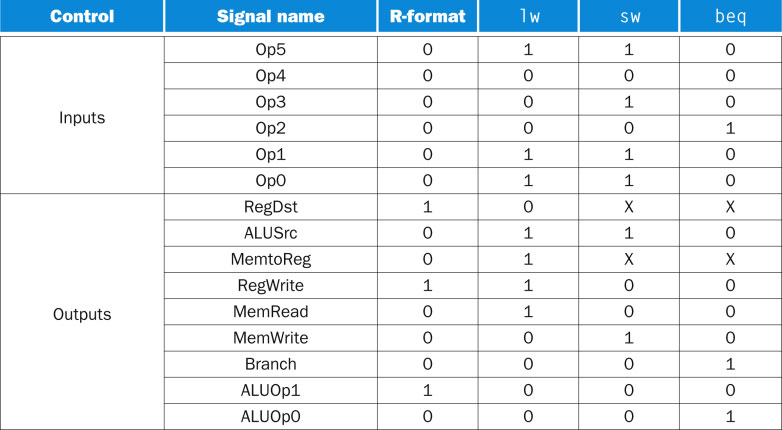 Control Signal name R-format lw sw beq
Inputs Op5 0 1 1 0
Op4 0 0 0 0
Op3 0 0 1 0
Op2 0 0 0 1
Op1 0 1 1 0
Op0 0 1 1 0
Outputs RegDst 1 0 X X
ALUSrc 0 1 1 0
MemtoReg 0 1 X X
RegWrite 1 1 0 0
MemRead 0 1 0 0
MemWrite 0 0 1 0
Branch 0 0 0 1
ALUOp1 1 0 0 0
ALUOp0 0 0 0 1